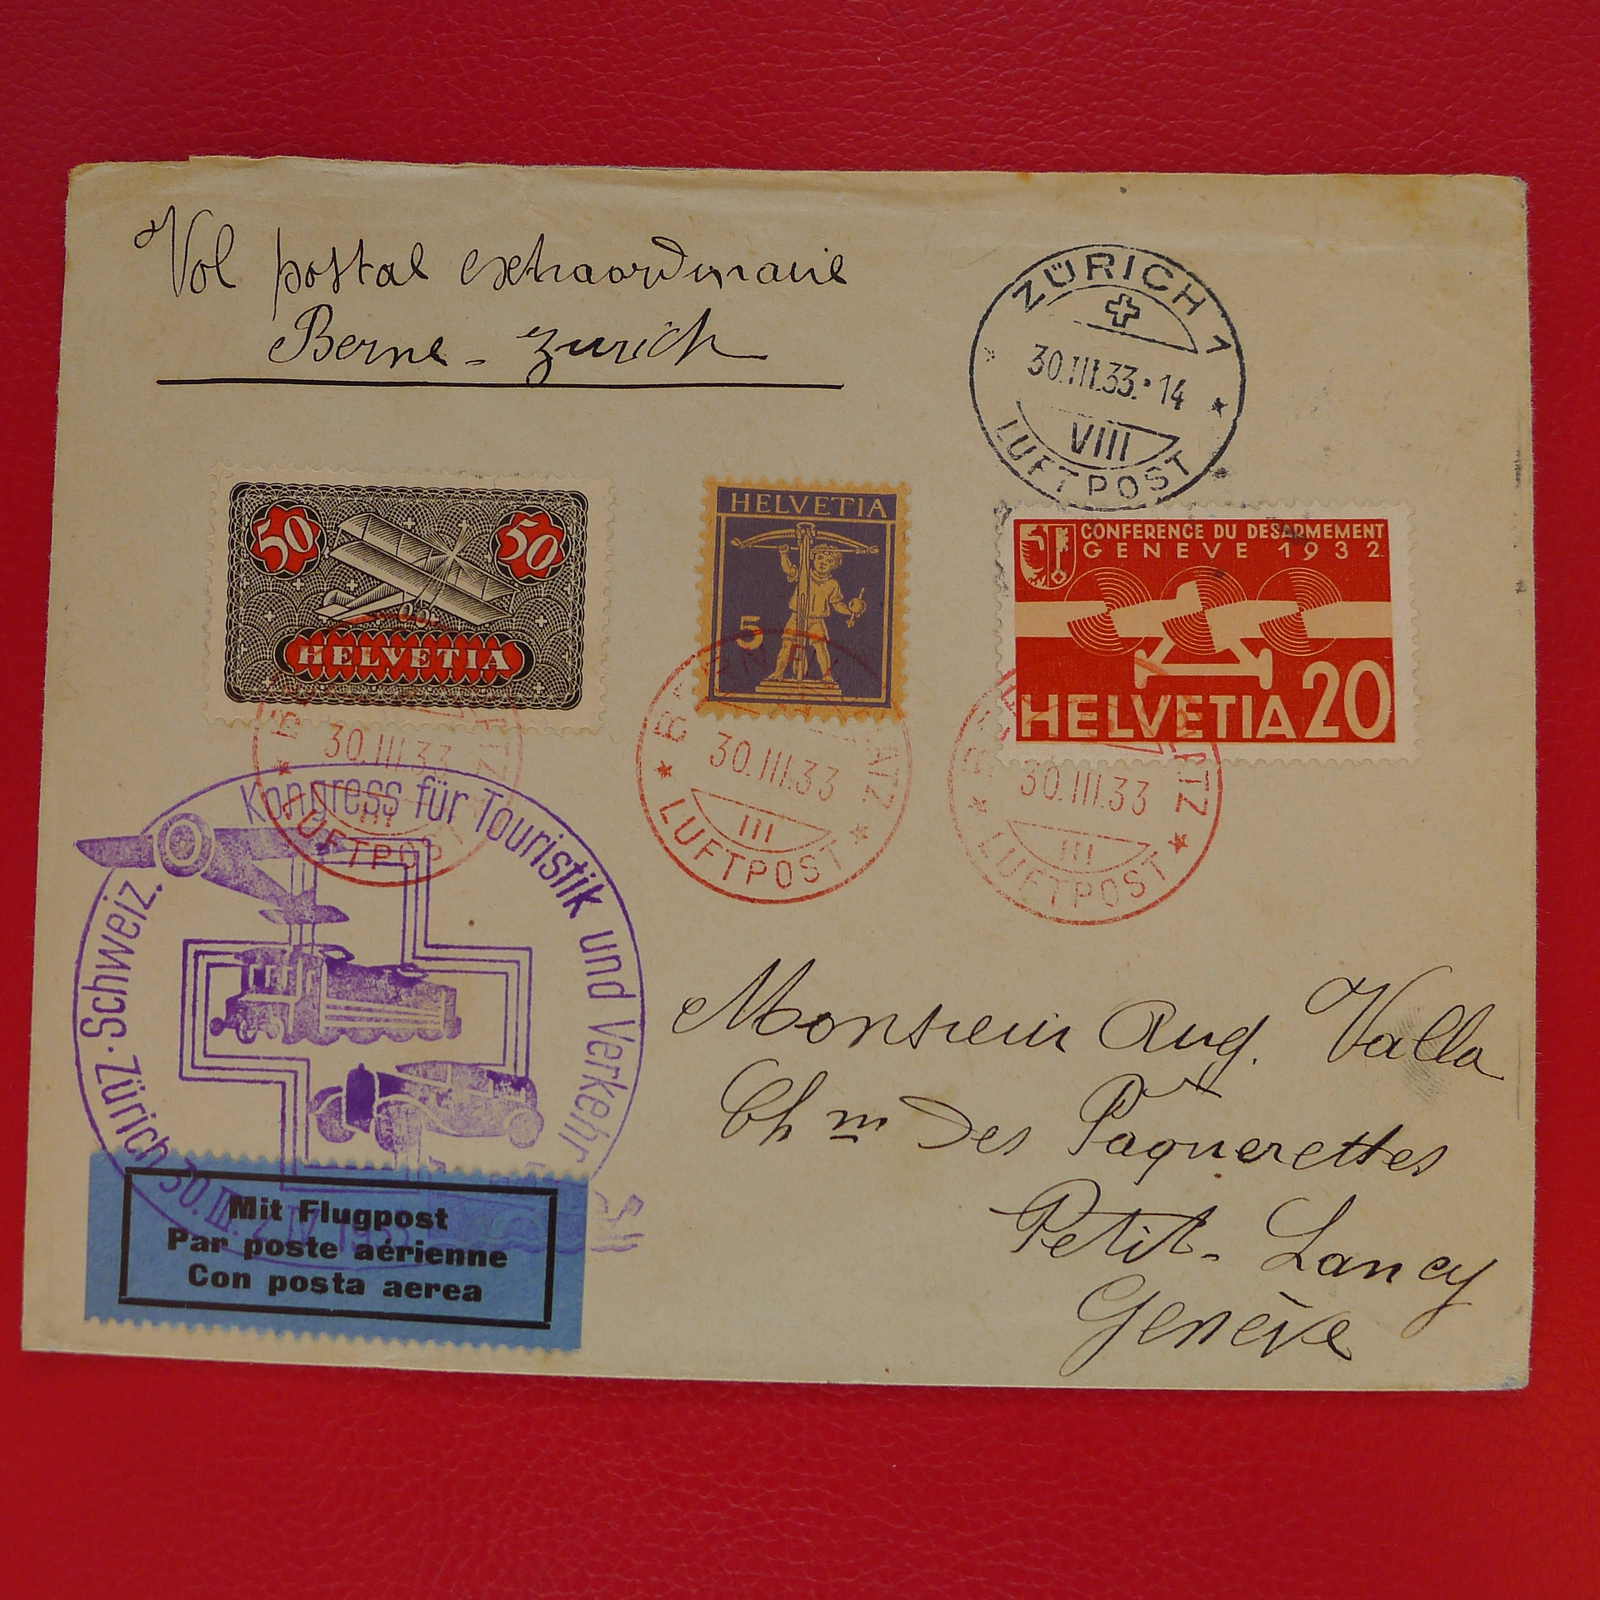 Vol postal extraordinaire
Berne - Zurich
ZÜRICH 1
30.III.33.·14
VIII
LUFTPOST
50 50
HELVETIA
HELVETIA
5
CONFERENCE DU DESARMEMENT
GENEVE 1932
HELVETIA 20
30.III.33
III
LUFTPOST
30.III.33
III
LUFTPOST
30.III.33
III
LUFTPOST
Kongress für Touristik und Verkehr
Zürich · Schweiz.
30.III.
Mit Flugpost
Par poste aérienne
Con posta aerea
Monsieur Aug. Valla
Ch m des Paquerettes
Petit - Lancy
Genève